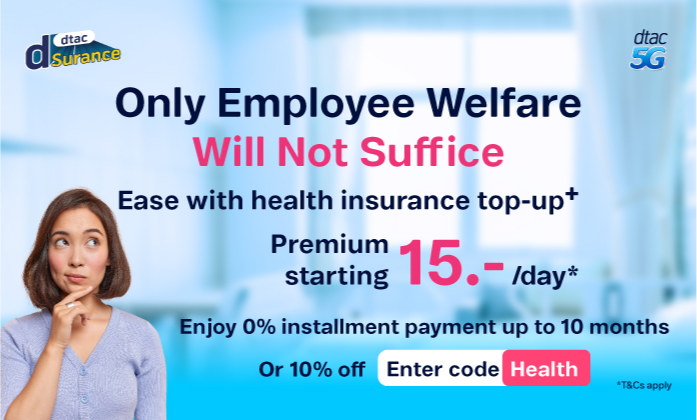 dtac
dSurance
dtac
5G
Only Employee Welfare
Will Not Suffice
Ease with health insurance top-up+
Premium
starting 15.- /day*
Enjoy 0% installment payment up to 10 months
Or 10% off Enter code Health
*T&Cs apply